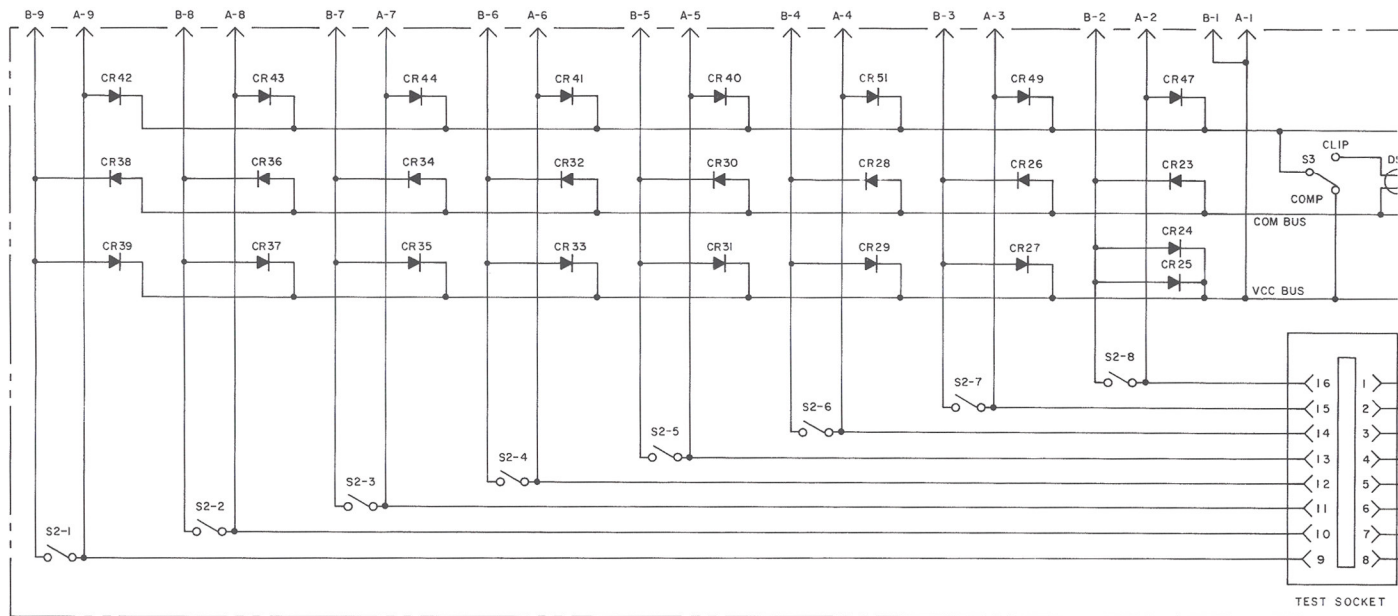 B-9 A-9 B-8 A-8 B-7 A-7 B-6 A-6 B-5 A-5 B-4 A-4 B-3 A-3 B-2 A-2 B-1 A-1
CR42 CR43 CR44 CR41 CR40 CR51 CR49 CR47
CLIP
CR38 CR36 CR34 CR32 CR30 CR28 CR26 CR23 S3
COMP
COM BUS
CR39 CR37 CR35 CR33 CR31 CR29 CR27 CR24
CR25
VCC BUS
S2-8
16 1
S2-7
15 2
S2-6
14 3
S2-5
13 4
S2-4
12 5
S2-3
11 6
S2-2
10 7
S2-1
9 8
TEST SOCKET